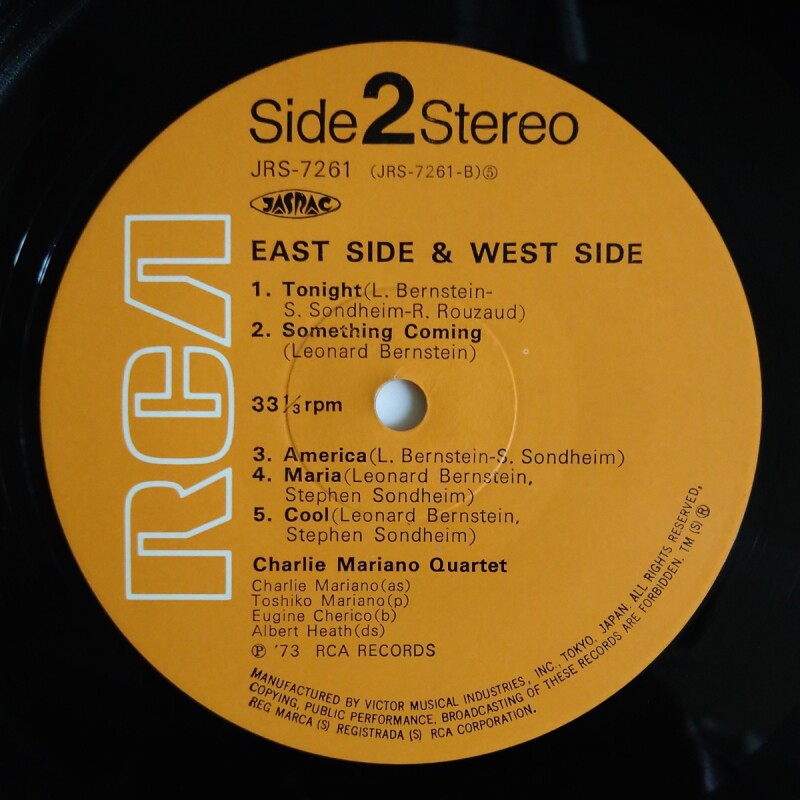 Side 2 Stereo
JRS-7261 (JRS-7261-B)⑤
JASRAC
EAST SIDE & WEST SIDE
1. Tonight(L. Bernstein-
S. Sondheim-R. Rouzaud)
2. Something Coming
(Leonard Bernstein)
33⅓rpm
3. America(L. Bernstein-S. Sondheim)
4. Maria(Leonard Bernstein,
Stephen Sondheim)
5. Cool(Leonard Bernstein,
Stephen Sondheim)
Charlie Mariano Quartet
Charlie Mariano(as)
Toshiko Mariano(p)
Eugine Cherico(b)
Albert Heath(ds)
℗ '73 RCA RECORDS
MANUFACTURED BY VICTOR MUSICAL INDUSTRIES, INC., TOKYO, JAPAN. ALL RIGHTS RESERVED.
COPYING, PUBLIC PERFORMANCE, BROADCASTING OF THESE RECORDS ARE FORBIDDEN. TM (S) ®
REG MARCA (S) REGISTRADA (S) RCA CORPORATION.
RCA